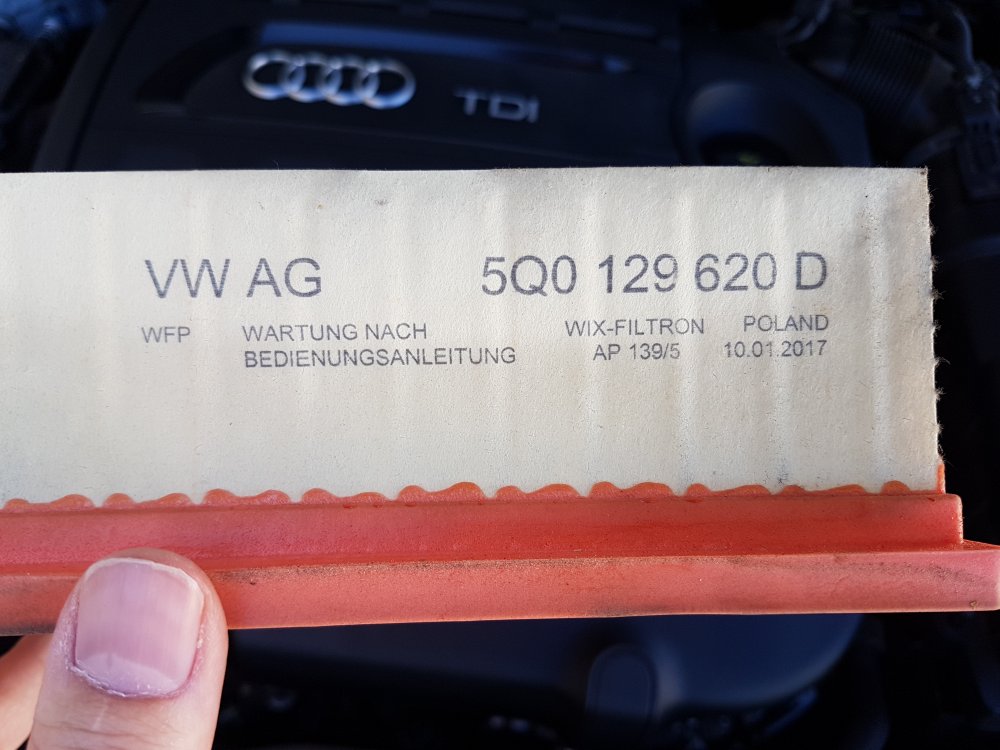 TDI
VW AG 5Q0 129 620 D
WFP WARTUNG NACH WIX-FILTRON POLAND
BEDIENUNGSANLEITUNG AP 139/5 10.01.2017